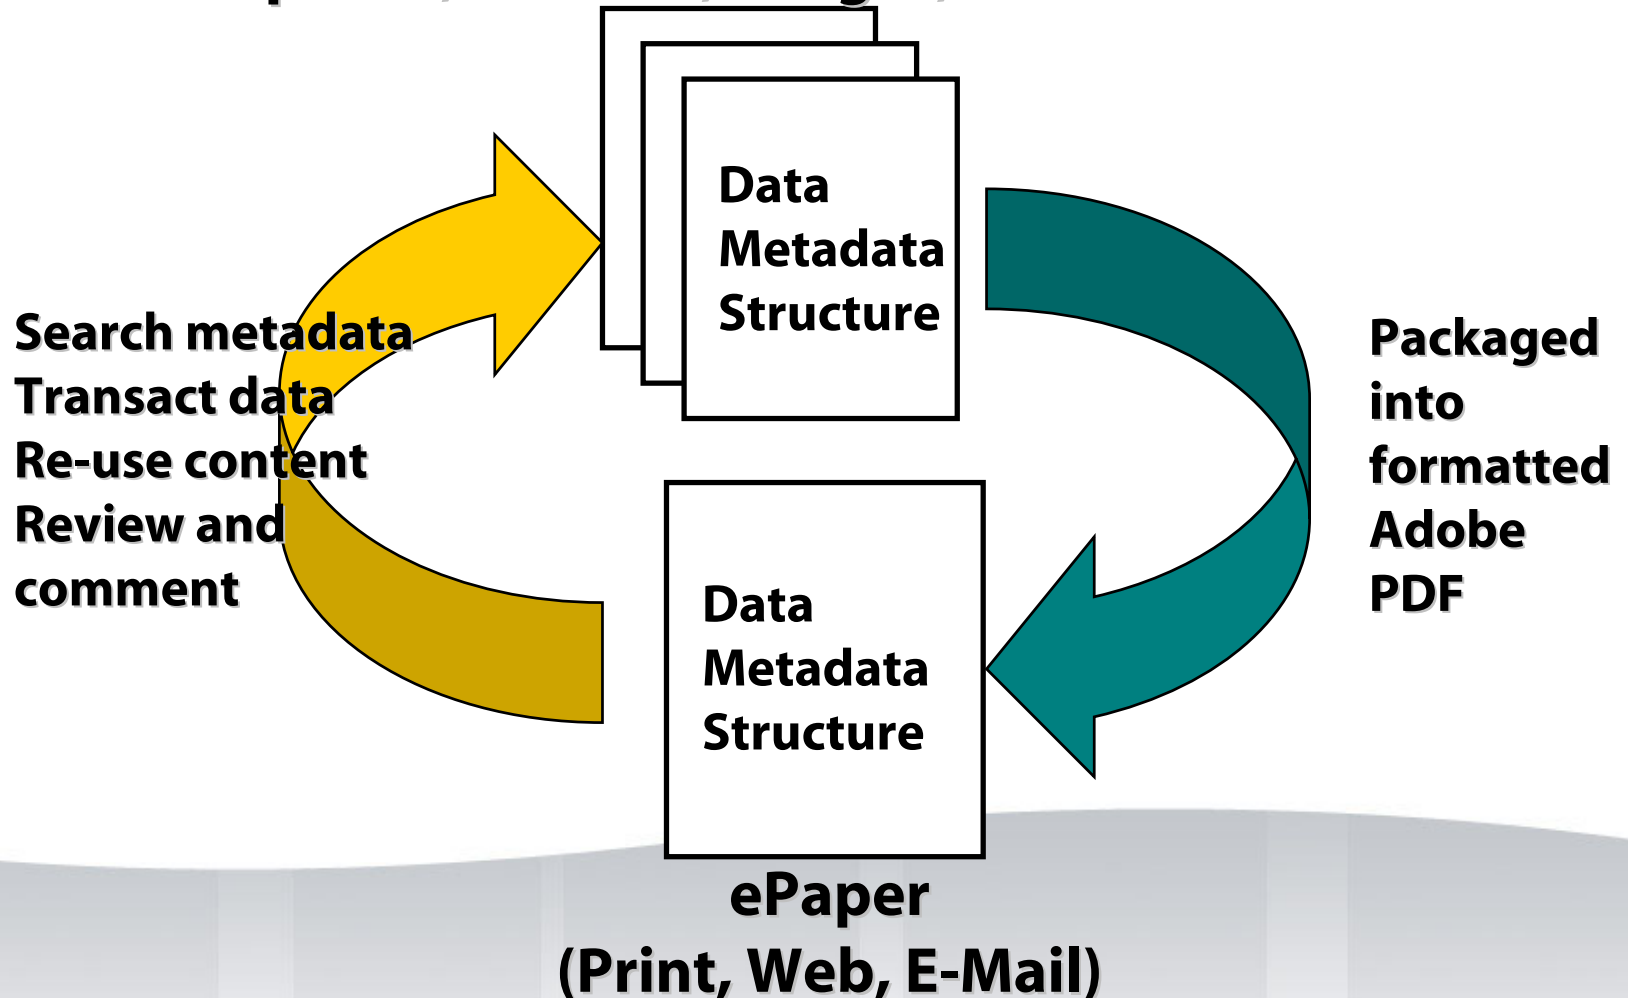 Data
Metadata
Structure
Search metadata
Transact data
Re-use content
Review and
comment
Packaged
into
formatted
Adobe
PDF
Data
Metadata
Structure
ePaper
(Print, Web, E-Mail)